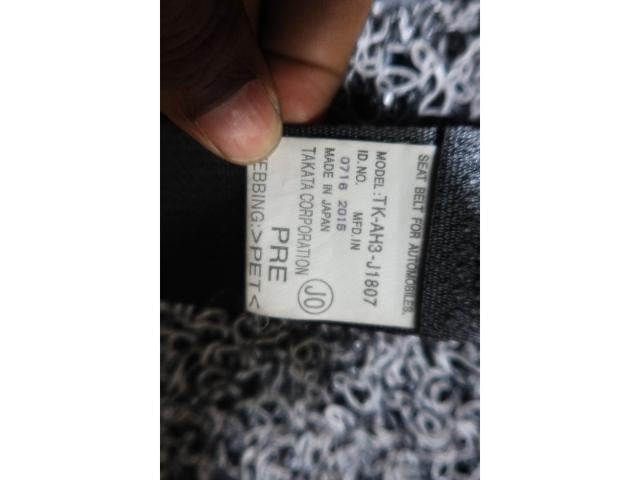 SEAT BELT FOR AUTOMOBILES.
MODEL:TK-AH3-J1807
ID.NO. MFD.IN
0716 2015
MADE IN JAPAN
TAKATA CORPORATION
JO
PRE
EBBING:>PET<